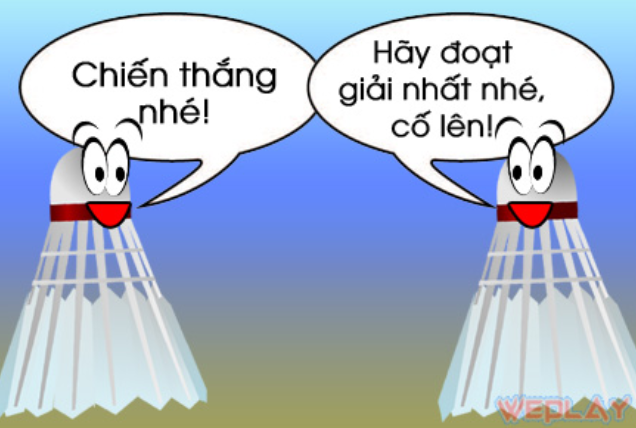 Chiến thắng
nhé!
Hãy đoạt
giải nhất nhé,
cố lên!
WEPLAY